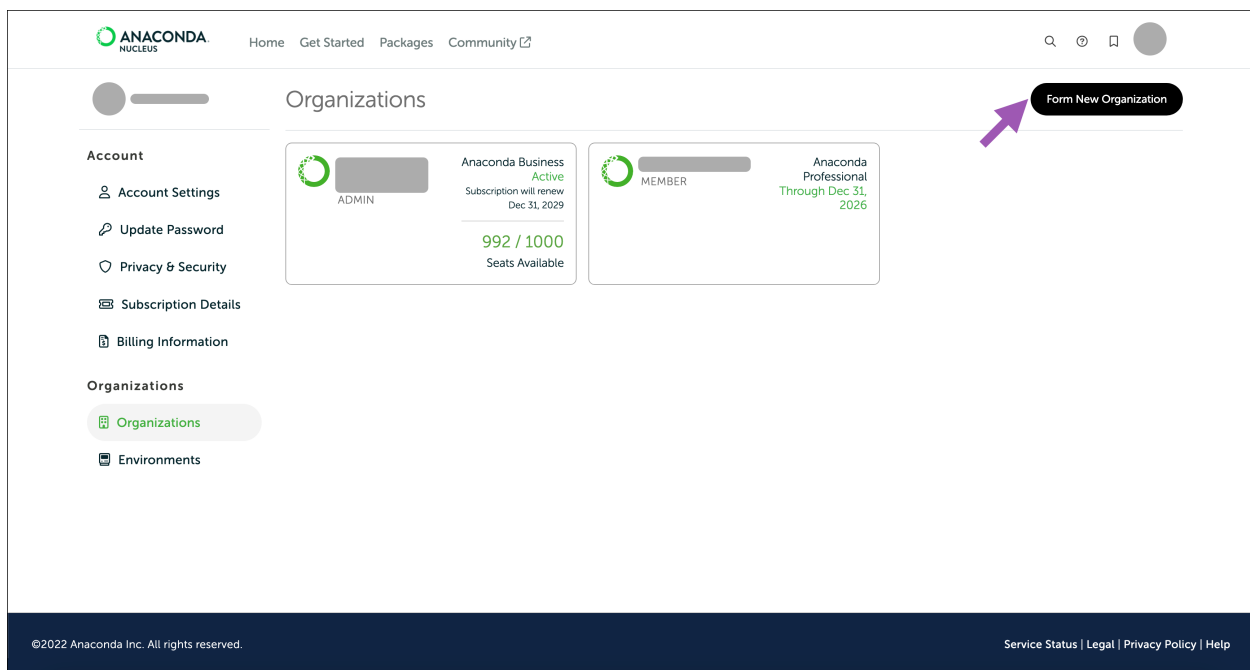 ANACONDA.
NUCLEUS
Home Get Started Packages Community
Organizations
Form New Organization
Account
Account Settings
Update Password
Privacy & Security
Subscription Details
Billing Information
Organizations
Organizations
Environments
ADMIN
Anaconda Business
Active
Subscription will renew
Dec 31, 2029
992 / 1000
Seats Available
MEMBER
Anaconda
Professional
Through Dec 31,
2026
©2022 Anaconda Inc. All rights reserved.
Service Status | Legal | Privacy Policy | Help